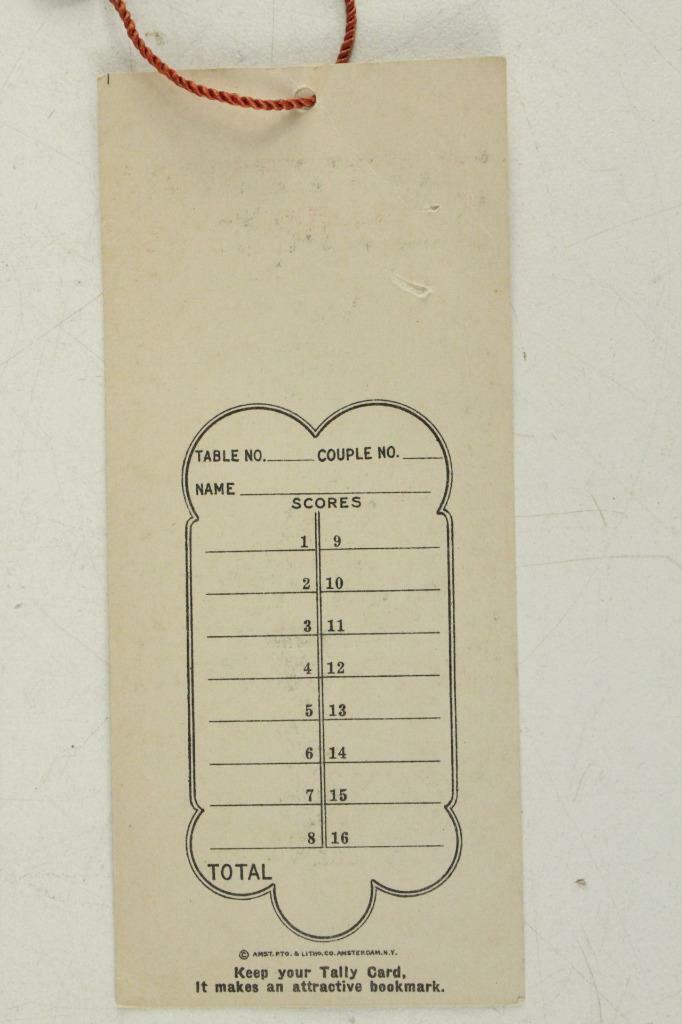 TABLE NO. COUPLE NO.
NAME
SCORES
1 9
2 10
3 11
4 12
5 13
6 14
7 15
8 16
TOTAL
© AMST. PTG. & LITHO. CO. AMSTERDAM. N.Y.
Keep your Tally Card,
It makes an attractive bookmark.